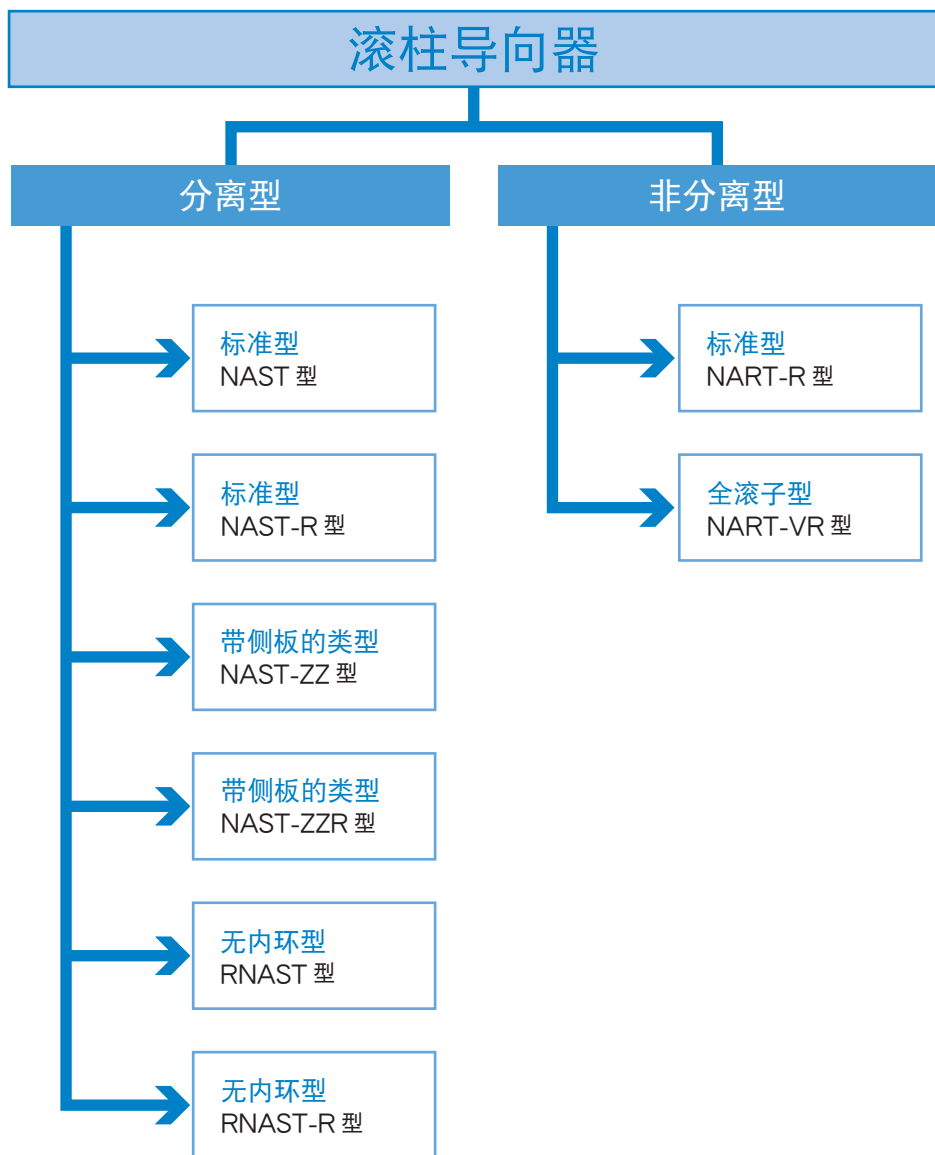 滚柱导向器
分离型
标准型
NAST 型
标准型
NAST-R 型
带侧板的类型
NAST-ZZ 型
带侧板的类型
NAST-ZZR 型
无内环型
RNAST 型
无内环型
RNAST-R 型
非分离型
标准型
NART-R 型
全滚子型
NART-VR 型